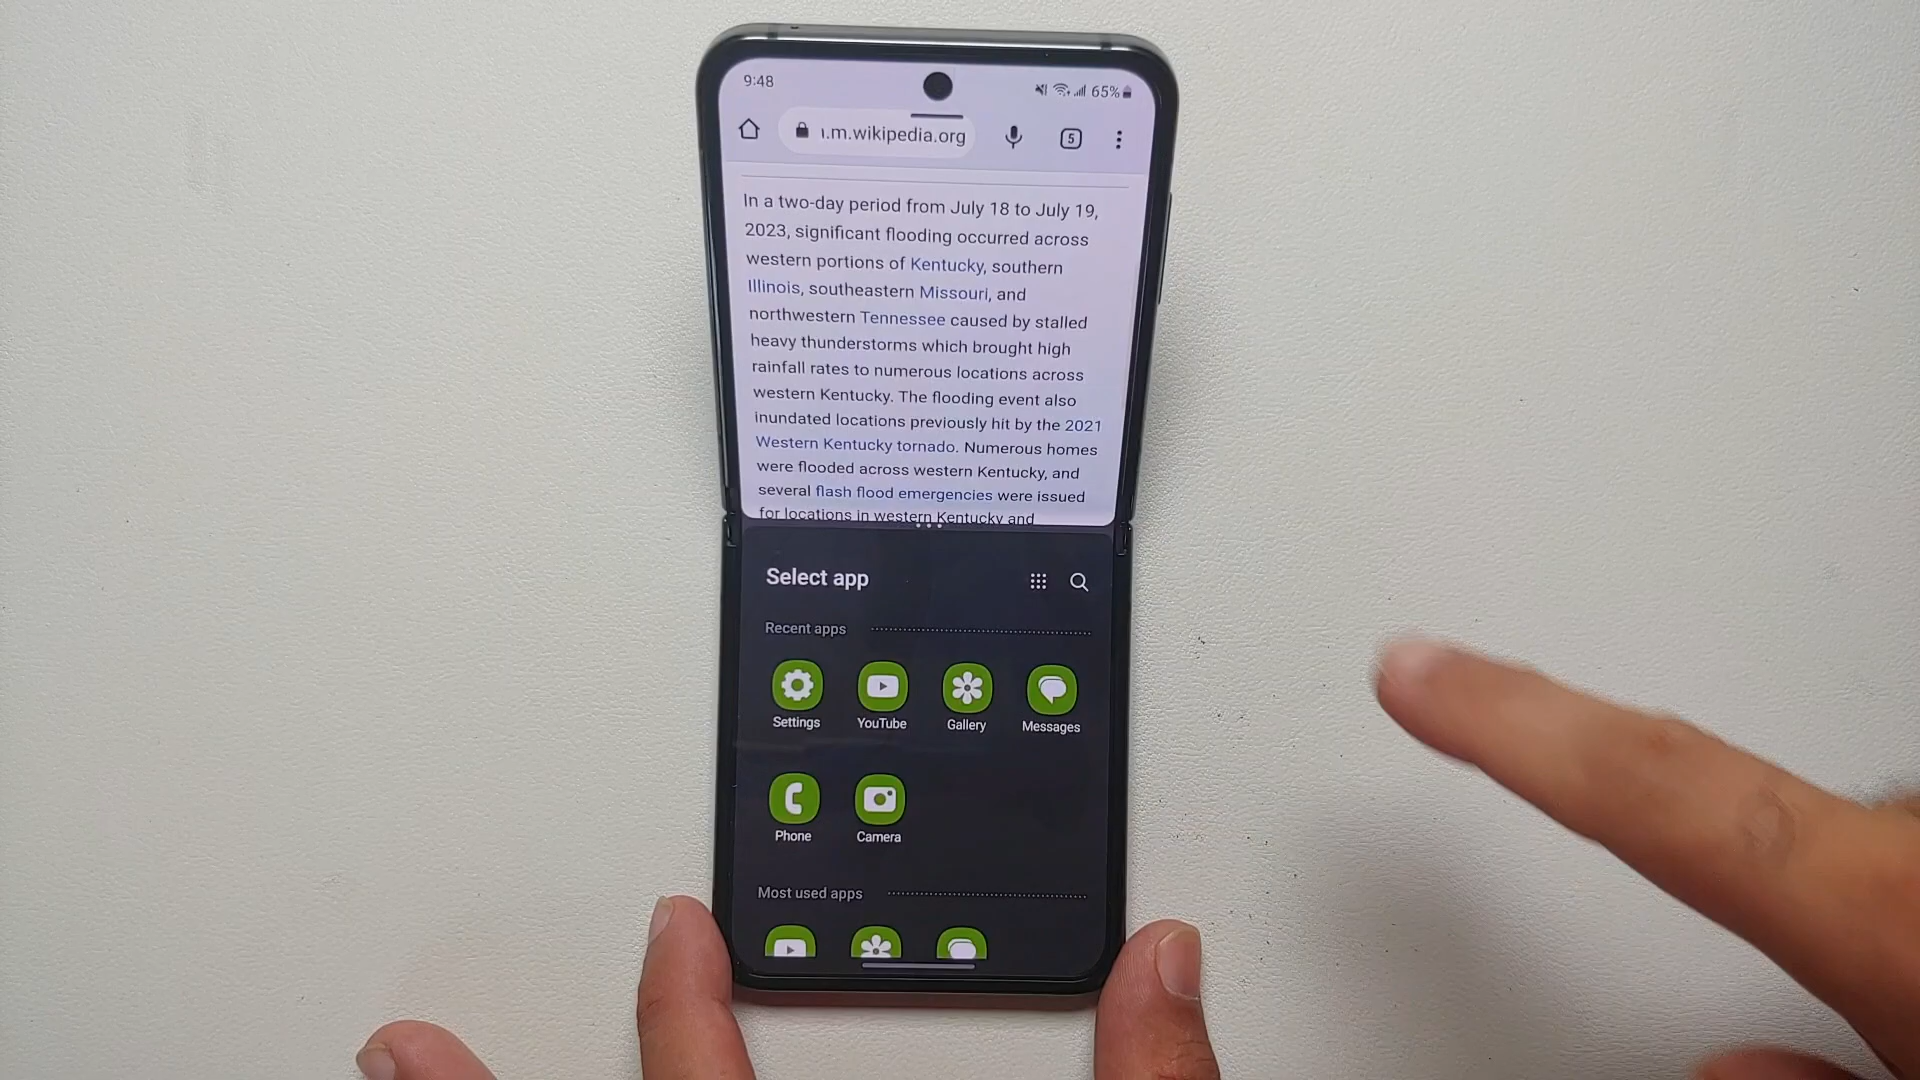 9:48
65%
ı.m.wikipedia.org
5
In a two-day period from July 18 to July 19,
2023, significant flooding occurred across
western portions of Kentucky, southern
Illinois, southeastern Missouri, and
northwestern Tennessee caused by stalled
heavy thunderstorms which brought high
rainfall rates to numerous locations across
western Kentucky. The flooding event also
inundated locations previously hit by the 2021
Western Kentucky tornado. Numerous homes
were flooded across western Kentucky, and
several flash flood emergencies were issued
for locations in western Kentucky and
Select app
Recent apps
Settings YouTube Gallery Messages
Phone Camera
Most used apps